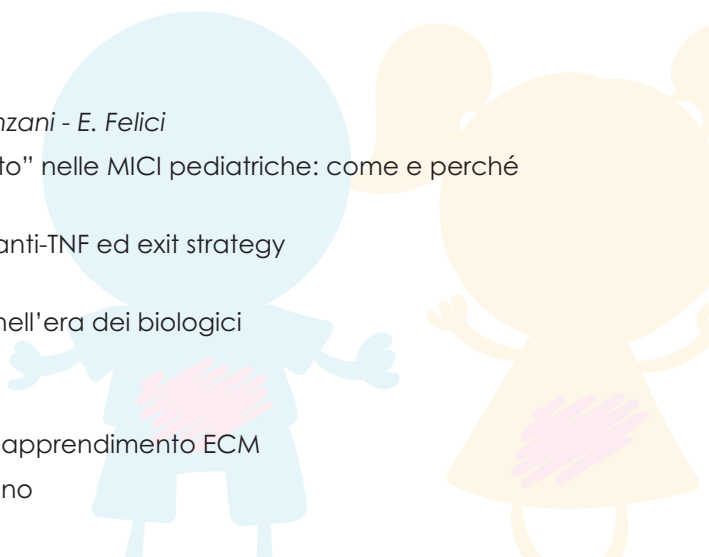 nzani - E. Felici
to” nelle MICI pediatriche: come e perché
anti-TNF ed exit strategy
nell’era dei biologici
apprendimento ECM
no